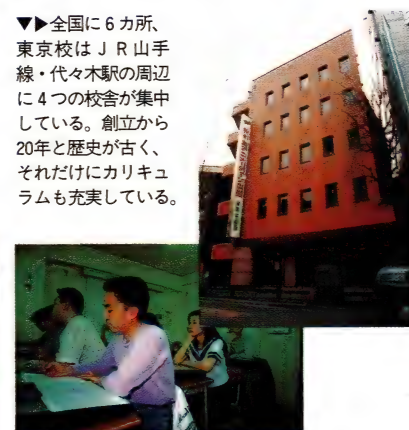 ▼▶全国に６カ所、
東京校はＪＲ山手
線・代々木駅の周辺
に４つの校舎が集中
している。創立から
20年と歴史が古く、
それだけにカリキュ
ラムも充実している。